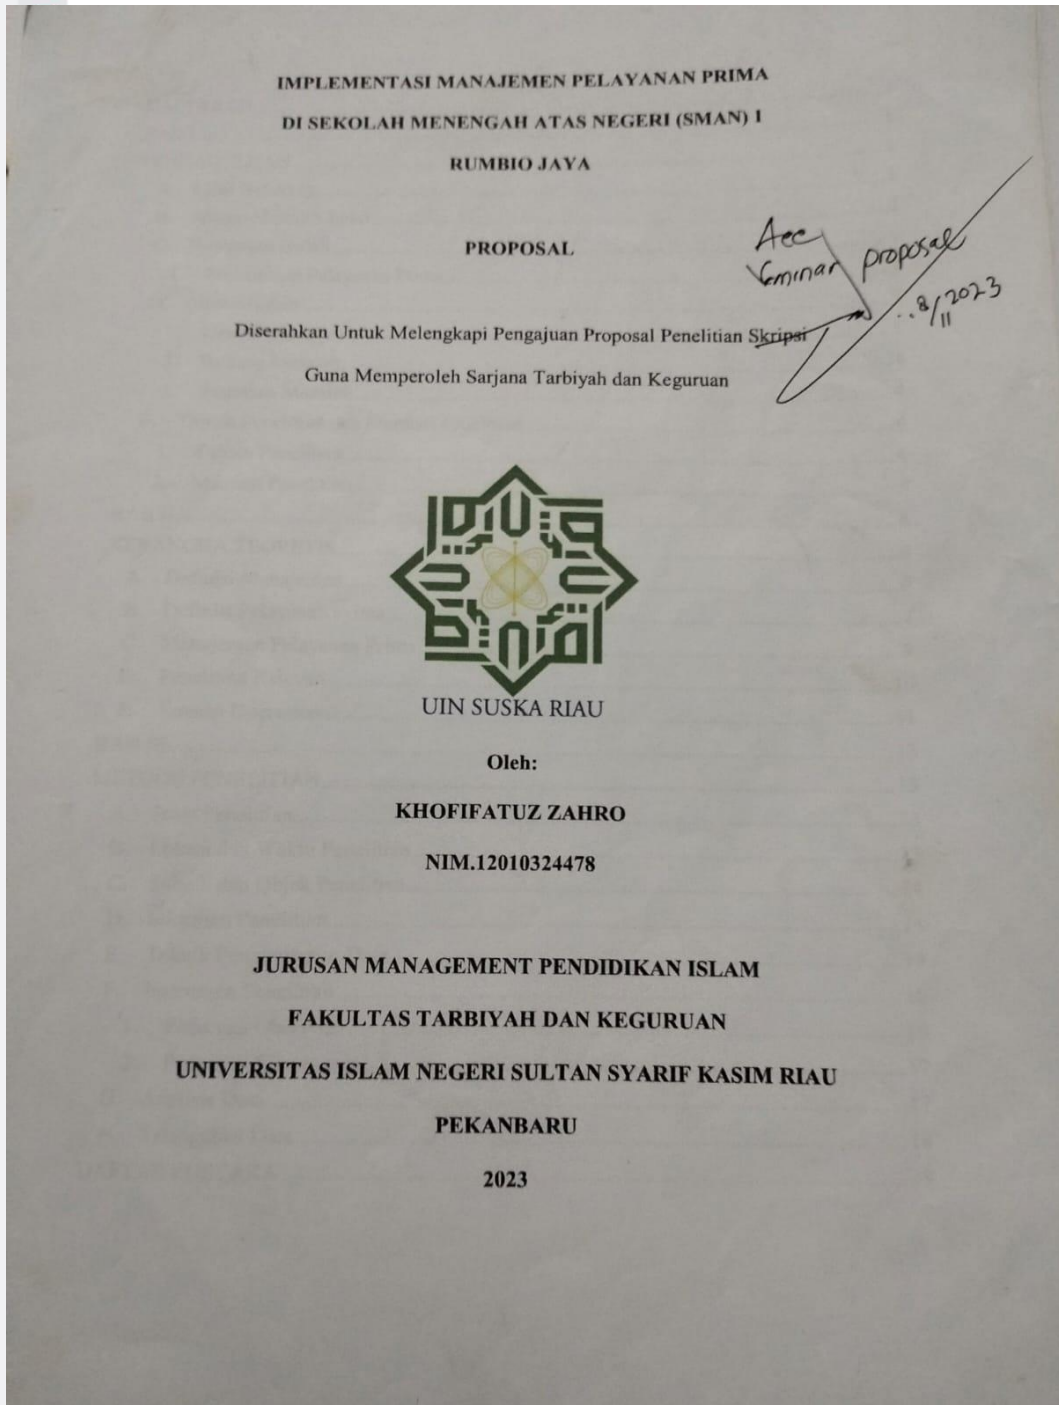 IMPLEMENTASI MANAJEMEN PELAYANAN PRIMA
DI SEKOLAH MENENGAH ATAS NEGERI (SMAN) 1
RUMBIO JAYA
PROPOSAL
Acc
Seminar proposal
8/11 2023
Diserahkan Untuk Melengkapi Pengajuan Proposal Penelitian Skripsi
Guna Memperoleh Sarjana Tarbiyah dan Keguruan
UIN SUSKA RIAU
Oleh:
KHOFIFATUZ ZAHRO
NIM.12010324478
JURUSAN MANAGEMENT PENDIDIKAN ISLAM
FAKULTAS TARBIYAH DAN KEGURUAN
UNIVERSITAS ISLAM NEGERI SULTAN SYARIF KASIM RIAU
PEKANBARU
2023